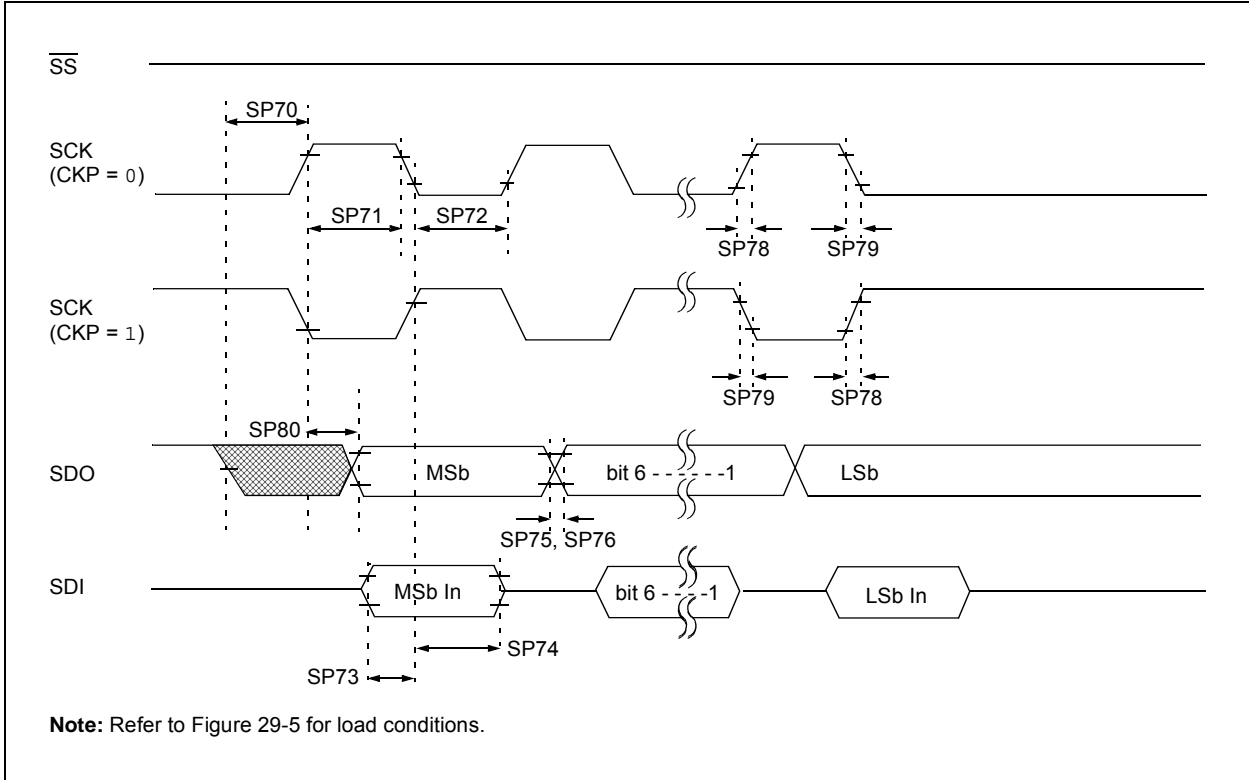 SS
SP70
SCK
(CKP = 0)
SP71
SP72
SP78
SP79
SCK
(CKP = 1)
SP79
SP78
SP80
SDO
MSb
bit 6 - - - - - -1
LSb
SP75, SP76
SDI
MSb In
bit 6 - - - - -1
LSb In
SP74
SP73
Note: Refer to Figure 29-5 for load conditions.